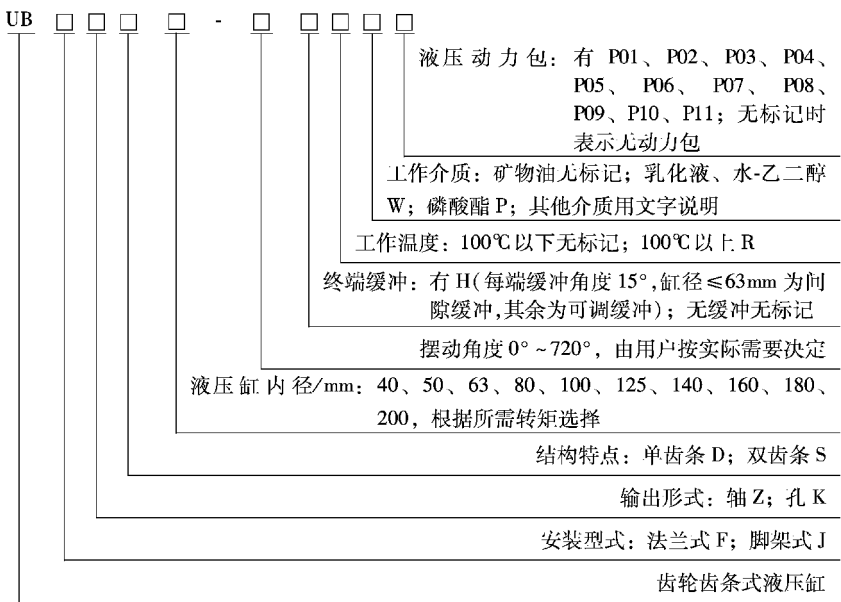 UB □ □ □ □ - □ □ □ □ □
液压动力包：有 P01、P02、P03、P04、
P05、P06、P07、P08、
P09、P10、P11；无标记时
表示无动力包
工作介质：矿物油无标记；乳化液、水-乙二醇
W；磷酸酯 P；其他介质用文字说明
工作温度：100℃以下无标记；100℃以上 R
终端缓冲：有 H(每端缓冲角度 15°,缸径≤63mm 为间
隙缓冲,其余为可调缓冲)；无缓冲无标记
摆动角度 0°~720°，由用户按实际需要决定
液压缸内径/mm：40、50、63、80、100、125、140、160、180、
200，根据所需转矩选择
结构特点：单齿条 D；双齿条 S
输出形式：轴 Z；孔 K
安装型式：法兰式 F；脚架式 J
齿轮齿条式液压缸